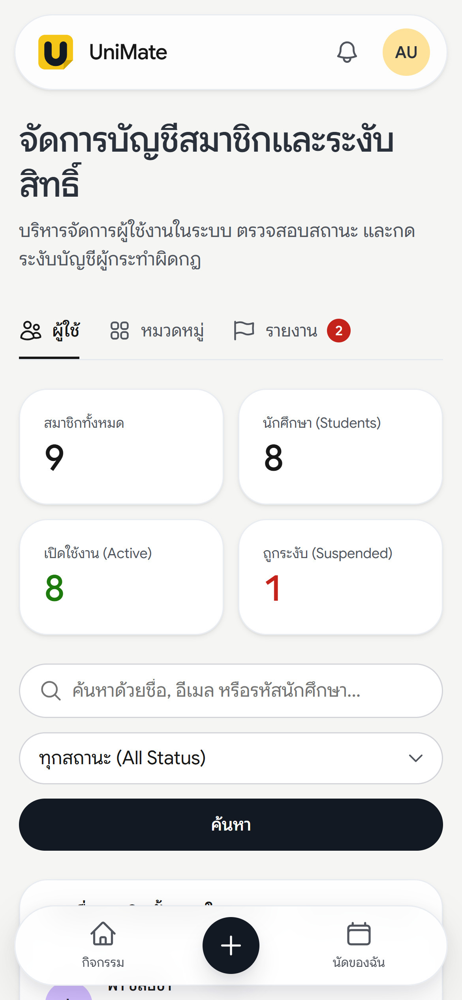 UniMate
AU
จัดการบัญชีสมาชิกและระงับ
สิทธิ์
บริหารจัดการผู้ใช้งานในระบบ ตรวจสอบสถานะ และกด
ระงับบัญชีผู้กระทำผิดกฎ
ผู้ใช้ หมวดหมู่ รายงาน 2
สมาชิกทั้งหมด
9
นักศึกษา (Students)
8
เปิดใช้งาน (Active)
8
ถูกระงับ (Suspended)
1
ค้นหาด้วยชื่อ, อีเมล หรือรหัสนักศึกษา...
ทุกสถานะ (All Status)
ค้นหา
กิจกรรม
นัดของฉัน